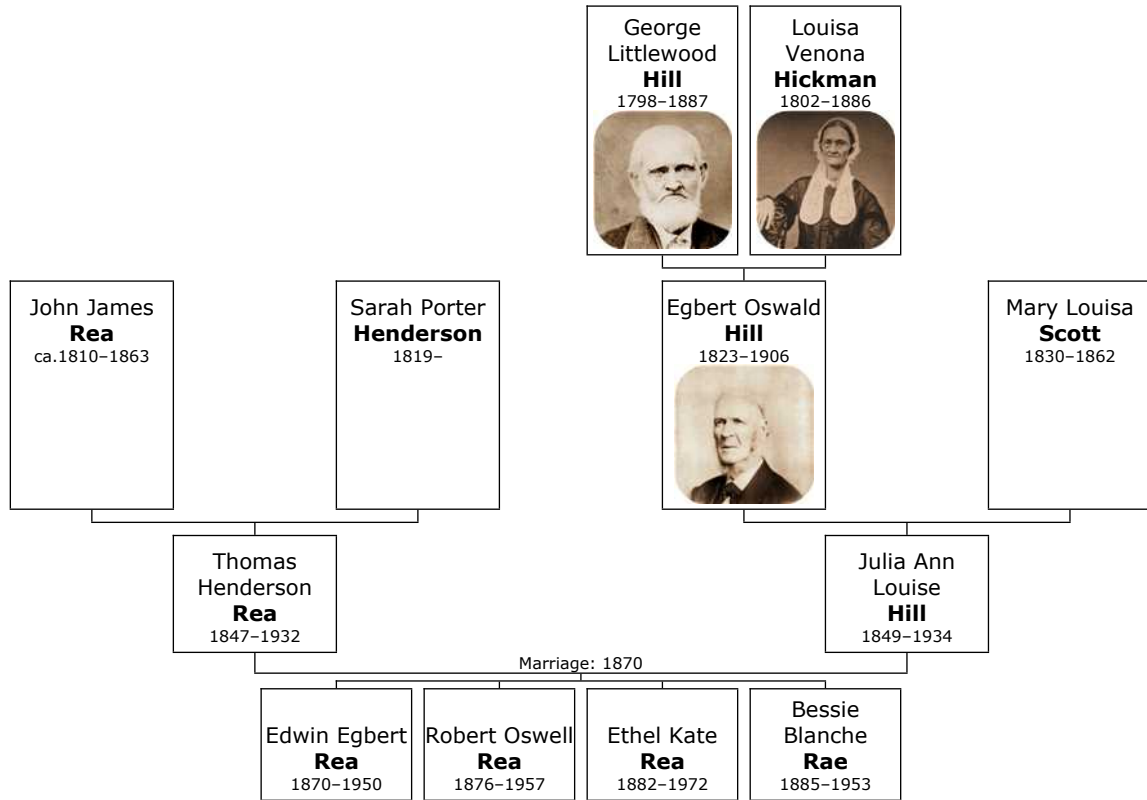 George
Littlewood
Hill
1798–1887
Louisa
Venona
Hickman
1802–1886
John James
Rea
ca.1810–1863
Sarah Porter
Henderson
1819–
Egbert Oswald
Hill
1823–1906
Mary Louisa
Scott
1830–1862
Thomas
Henderson
Rea
1847–1932
Julia Ann
Louise
Hill
1849–1934
Marriage: 1870
Edwin Egbert
Rea
1870–1950
Robert Oswell
Rea
1876–1957
Ethel Kate
Rea
1882–1972
Bessie
Blanche
Rae
1885–1953